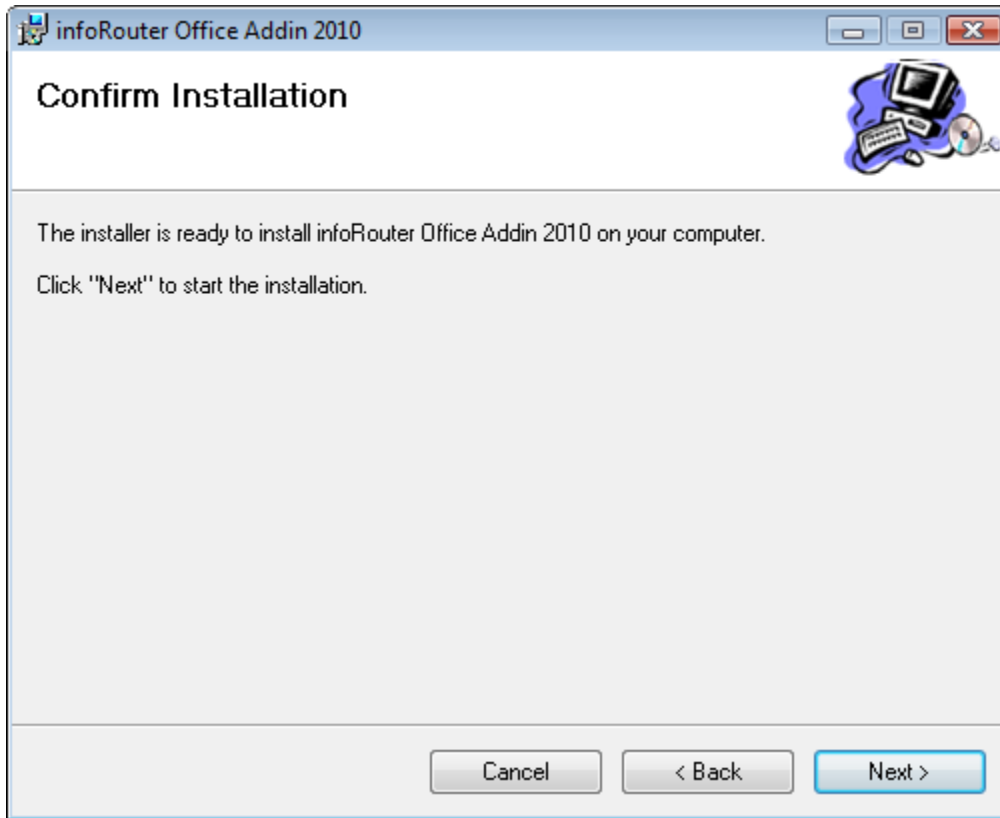 infoRouter Office Addin 2010
Confirm Installation
The installer is ready to install infoRouter Office Addin 2010 on your computer.
Click "Next" to start the installation.
Cancel
< Back
Next >